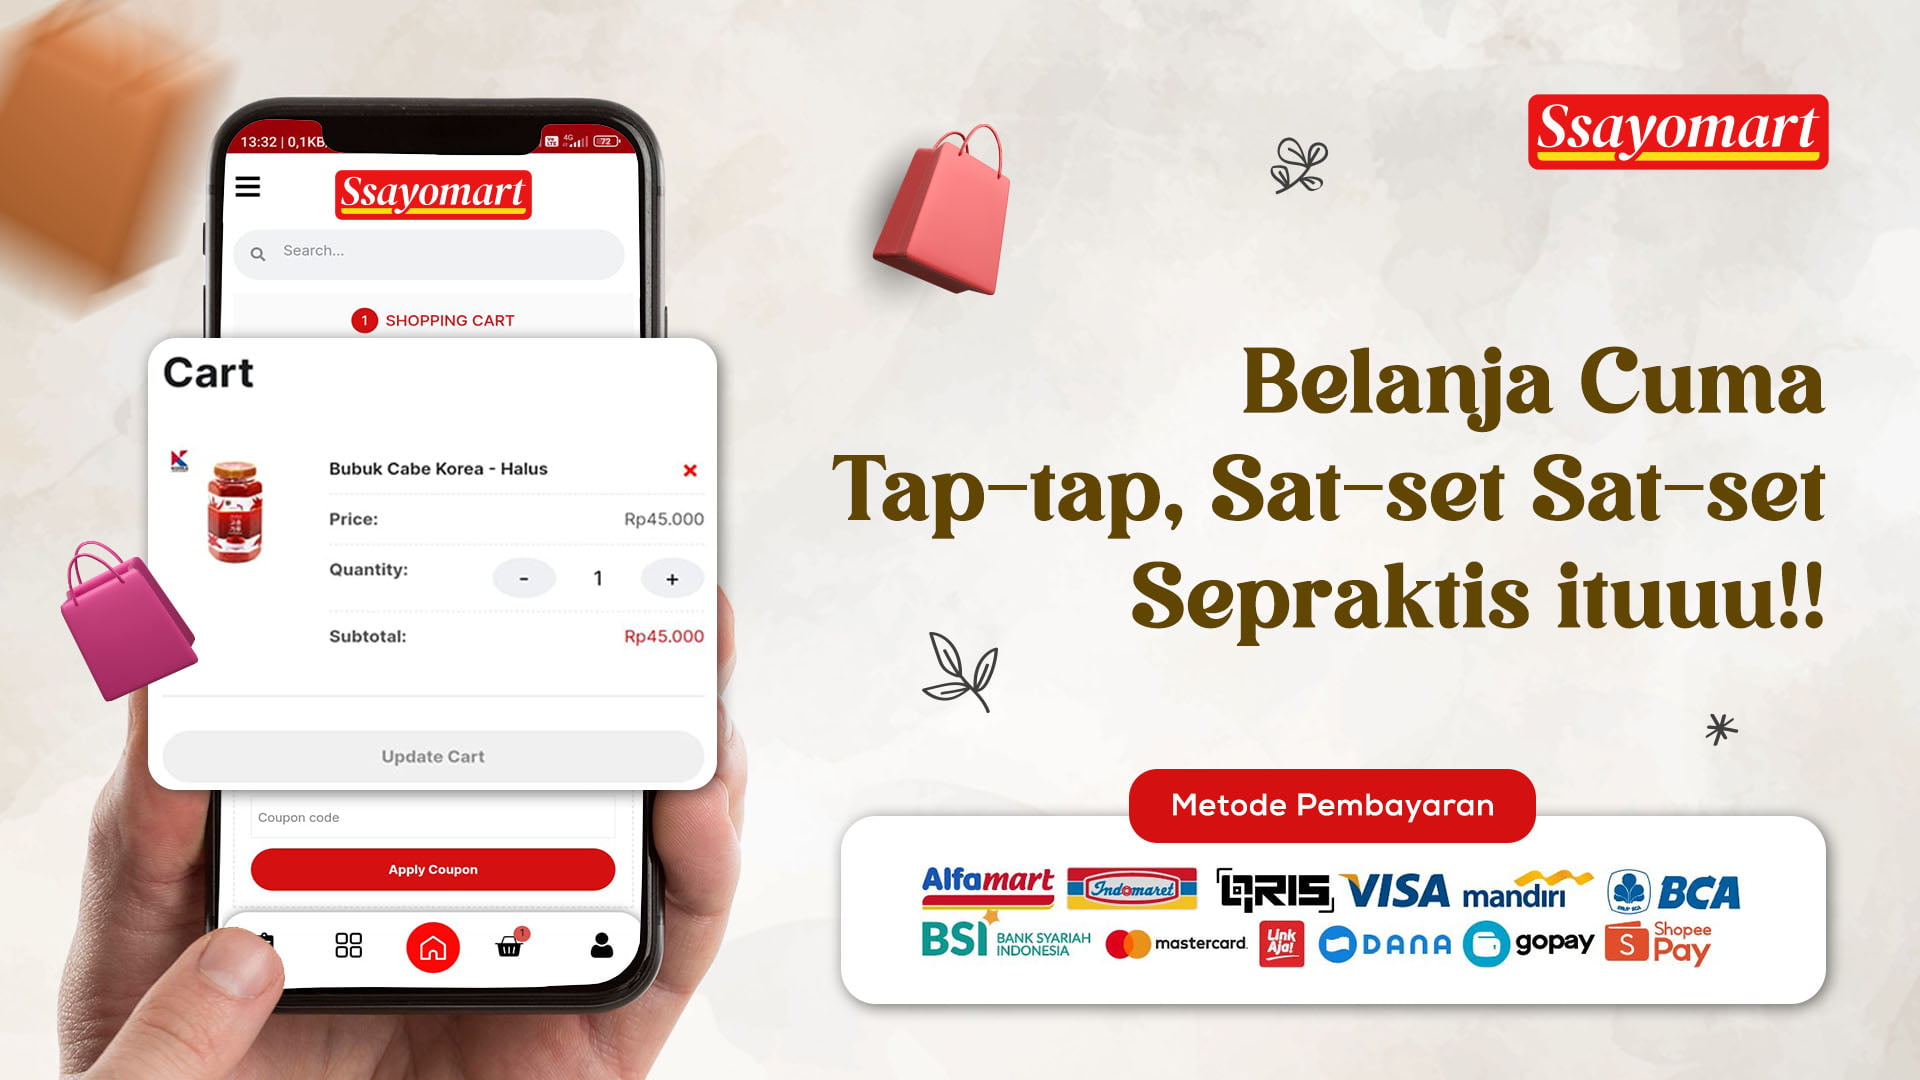 13:32 | 0,1KB
4G
72
Ssayomart
Search...
1 SHOPPING CART
Cart
Bubuk Cabe Korea - Halus
Price: Rp45.000
Quantity: - 1 +
Subtotal: Rp45.000
Update Cart
Coupon code
Apply Coupon
1
Ssayomart
Belanja Cuma
Tap-tap, Sat-set Sat-set
Sepraktis ituuu!!
Metode Pembayaran
Alfamart Indomaret QRIS VISA mandiri BCA
BSI BANK SYARIAH INDONESIA mastercard. Link Aja! DANA gopay S Shopee Pay